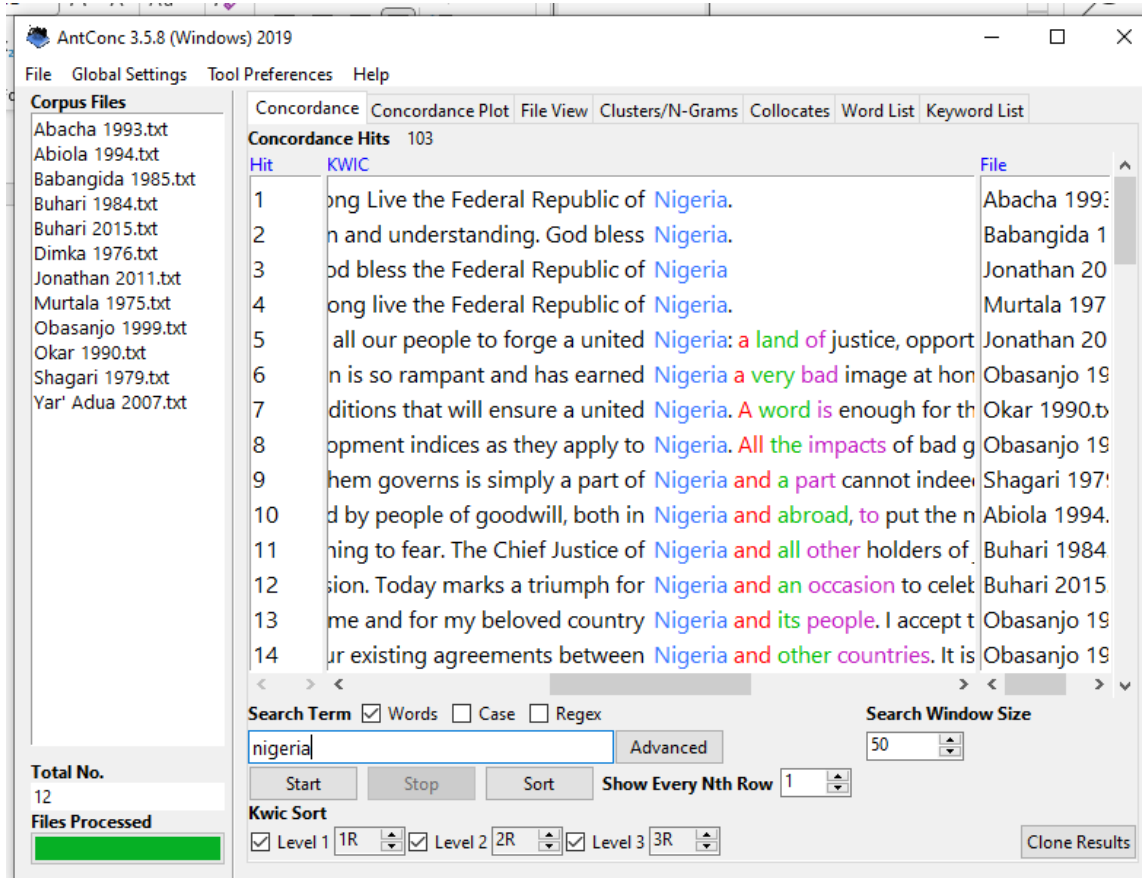 AntConc 3.5.8 (Windows) 2019
File Global Settings Tool Preferences Help
Corpus Files
Abacha 1993.txt
Abiola 1994.txt
Babangida 1985.txt
Buhari 1984.txt
Buhari 2015.txt
Dimka 1976.txt
Jonathan 2011.txt
Murtala 1975.txt
Obasanjo 1999.txt
Okar 1990.txt
Shagari 1979.txt
Yar' Adua 2007.txt
Total No.
12
Files Processed
Concordance Concordance Plot File View Clusters/N-Grams Collocates Word List Keyword List
Concordance Hits 103
Hit KWIC File
1 ong Live the Federal Republic of Nigeria. Abacha 1993
2 n and understanding. God bless Nigeria. Babangida 1
3 od bless the Federal Republic of Nigeria Jonathan 20
4 ong live the Federal Republic of Nigeria. Murtala 197
5 all our people to forge a united Nigeria: a land of justice, opport Jonathan 20
6 n is so rampant and has earned Nigeria a very bad image at hom Obasanjo 19
7 ditions that will ensure a united Nigeria. A word is enough for th Okar 1990.tx
8 opment indices as they apply to Nigeria. All the impacts of bad g Obasanjo 19
9 hem governs is simply a part of Nigeria and a part cannot indeed Shagari 1979
10 d by people of goodwill, both in Nigeria and abroad, to put the m Abiola 1994.
11 ning to fear. The Chief Justice of Nigeria and all other holders of Buhari 1984
12 sion. Today marks a triumph for Nigeria and an occasion to celeb Buhari 2015
13 me and for my beloved country Nigeria and its people. I accept t Obasanjo 19
14 ur existing agreements between Nigeria and other countries. It is Obasanjo 19
Search Term Words Case Regex Search Window Size
nigeria Advanced 50
Start Stop Sort Show Every Nth Row 1
Kwic Sort
Level 1 1R Level 2 2R Level 3 3R Clone Results